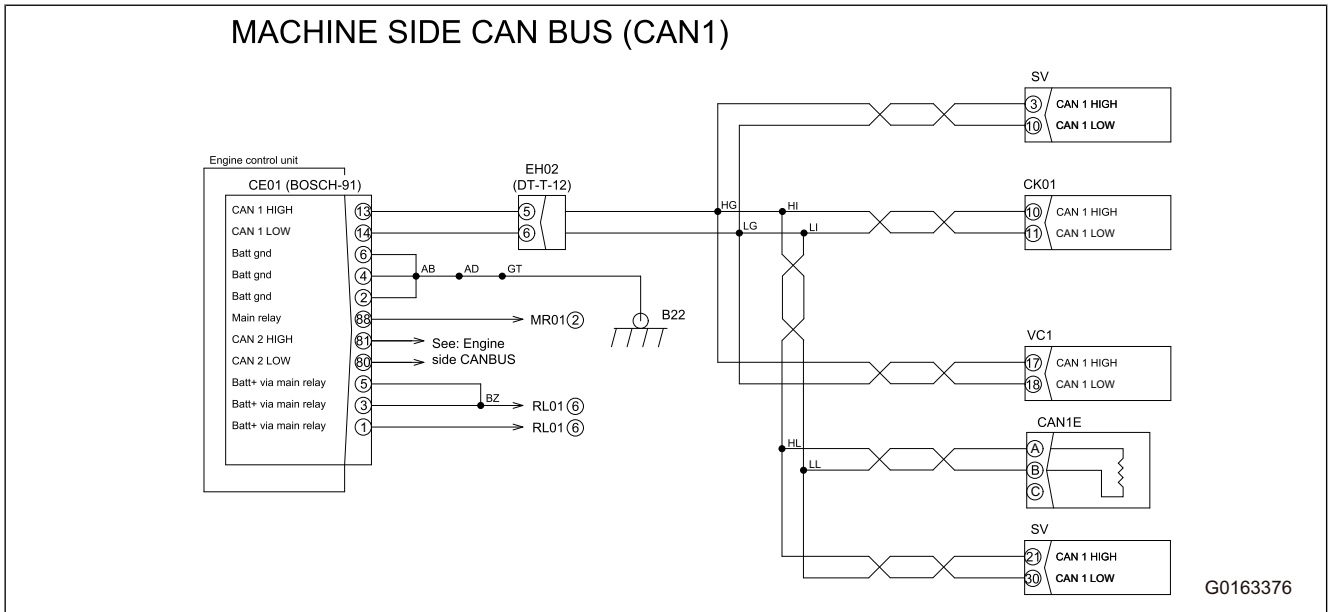 MACHINE SIDE CAN BUS (CAN1)
SV
3 CAN 1 HIGH
10 CAN 1 LOW
Engine control unit
CE01 (BOSCH-91)
EH02
(DT-T-12)
CK01
CAN 1 HIGH 13
5
HG
HI
10 CAN 1 HIGH
CAN 1 LOW 14
6
LG
LI
11 CAN 1 LOW
Batt gnd 6
Batt gnd 4
AB
AD
GT
Batt gnd 2
Main relay 88
MR01 2
B22
CAN 2 HIGH 81
See: Engine
side CANBUS
CAN 2 LOW 80
VC1
17 CAN 1 HIGH
18 CAN 1 LOW
Batt+ via main relay 5
Batt+ via main relay 3
BZ
RL01 6
Batt+ via main relay 1
RL01 6
CAN1E
HL
A
LL
B
C
SV
21 CAN 1 HIGH
30 CAN 1 LOW
G0163376